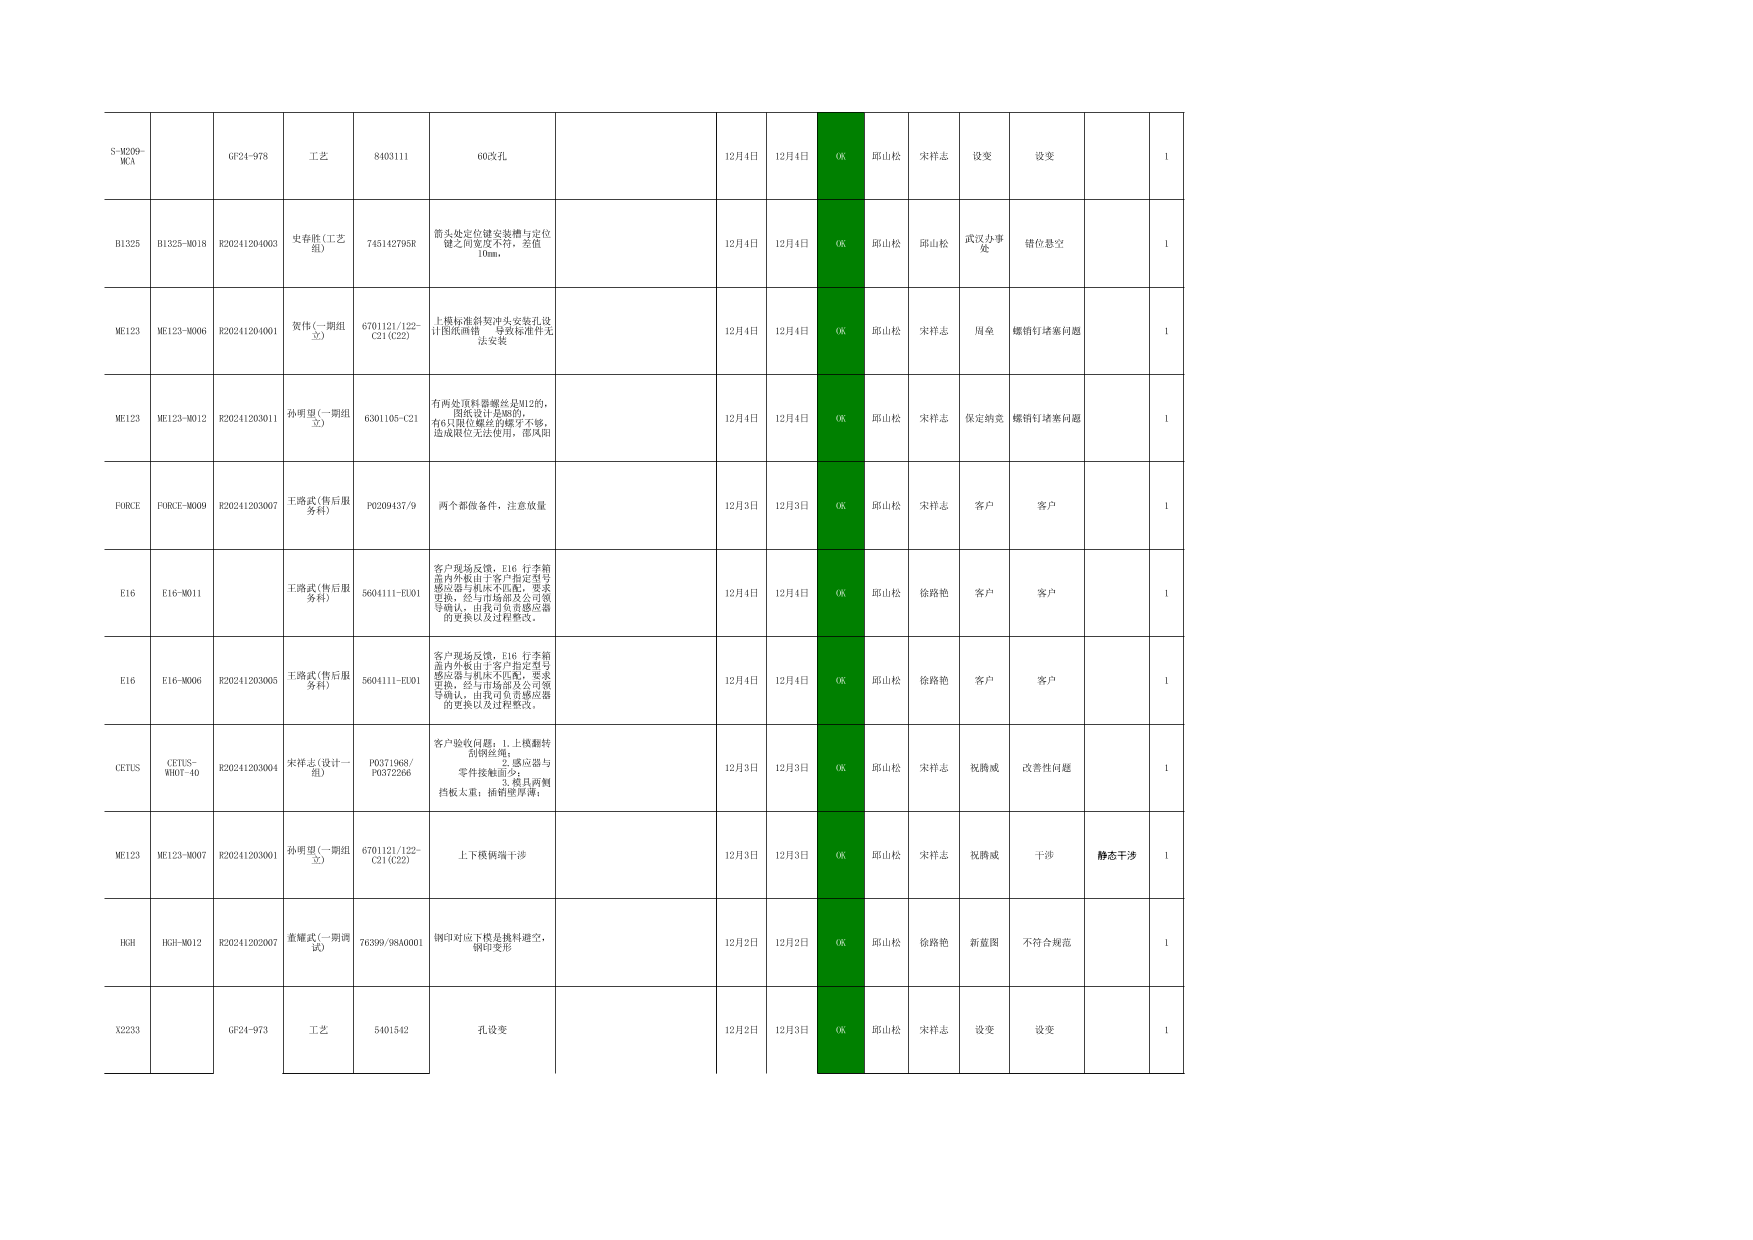 S-M209-
MCA
GF24-978
工艺
8403111
60改孔
12月4日
12月4日
OK
邱山松
宋祥志
设变
设变
1
B1325
B1325-M018
R20241204003
史春胜(工艺
组)
745142795R
箭头处定位键安装槽与定位
键之间宽度不符，差值
10mm。
12月4日
12月4日
OK
邱山松
邱山松
武汉办事
处
错位悬空
1
ME123
ME123-M006
R20241204001
贺伟(一期组
立)
6701121/122-
C21(C22)
上模标准斜契冲头安装孔设
计图纸画错 导致标准件无
法安装
12月4日
12月4日
OK
邱山松
宋祥志
周垒
螺销钉堵塞问题
1
ME123
ME123-M012
R20241203011
孙明望(一期组
立)
6301105-C21
有两处顶料器螺丝是M12的，
图纸设计是M8的，
有6只限位螺丝的螺牙不够，
造成限位无法使用，邵凤阳
12月4日
12月4日
OK
邱山松
宋祥志
保定纳竞
螺销钉堵塞问题
1
FORCE
FORCE-M009
R20241203007
王路武(售后服
务科)
P0209437/9
两个都做备件，注意放量
12月3日
12月3日
OK
邱山松
宋祥志
客户
客户
1
E16
E16-M011
王路武(售后服
务科)
5604111-EU01
客户现场反馈，E16 行李箱
盖内外板由于客户指定型号
感应器与机床不匹配，要求
更换，经与市场部及公司领
导确认，由我司负责感应器
的更换以及过程整改。
12月4日
12月4日
OK
邱山松
徐路艳
客户
客户
1
E16
E16-M006
R20241203005
王路武(售后服
务科)
5604111-EU01
客户现场反馈，E16 行李箱
盖内外板由于客户指定型号
感应器与机床不匹配，要求
更换，经与市场部及公司领
导确认，由我司负责感应器
的更换以及过程整改。
12月4日
12月4日
OK
邱山松
徐路艳
客户
客户
1
CETUS
CETUS-
WHOT-40
R20241203004
宋祥志(设计一
组)
P0371968/
P0372266
客户验收问题：1.上模翻转
刮钢丝绳；
2.感应器与
零件接触面少；
3.模具两侧
挡板太重；插销壁厚薄；
12月3日
12月3日
OK
邱山松
宋祥志
祝腾威
改善性问题
1
ME123
ME123-M007
R20241203001
孙明望(一期组
立)
6701121/122-
C21(C22)
上下模俩端干涉
12月3日
12月3日
OK
邱山松
宋祥志
祝腾威
干涉
静态干涉
1
HGH
HGH-M012
R20241202007
董耀武(一期调
试)
76399/98A0001
钢印对应下模是挑料避空，
钢印变形
12月2日
12月2日
OK
邱山松
徐路艳
新蓝图
不符合规范
1
X2233
GF24-973
工艺
5401542
孔设变
12月2日
12月3日
OK
邱山松
宋祥志
设变
设变
1